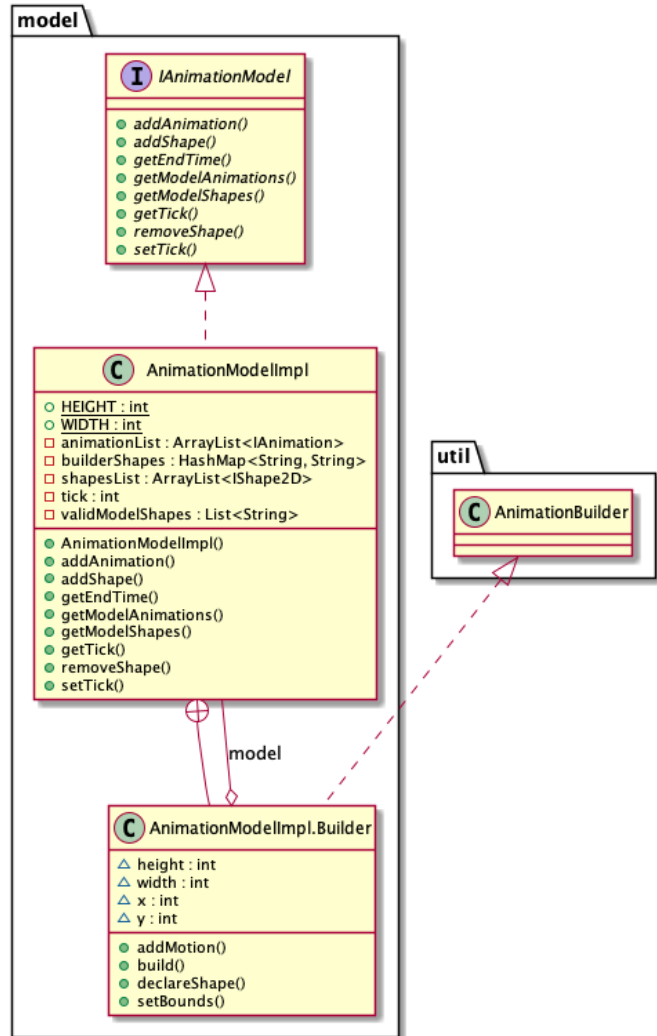 model
I IAnimationModel
addAnimation()
addShape()
getEndTime()
getModelAnimations()
getModelShapes()
getTick()
removeShape()
setTick()
C AnimationModelImpl
HEIGHT : int
WIDTH : int
animationList : ArrayList<IAnimation>
builderShapes : HashMap<String, String>
shapesList : ArrayList<IShape2D>
tick : int
validModelShapes : List<String>
AnimationModelImpl()
addAnimation()
addShape()
getEndTime()
getModelAnimations()
getModelShapes()
getTick()
removeShape()
setTick()
util
C AnimationBuilder
model
C AnimationModelImpl.Builder
height : int
width : int
x : int
y : int
addMotion()
build()
declareShape()
setBounds()